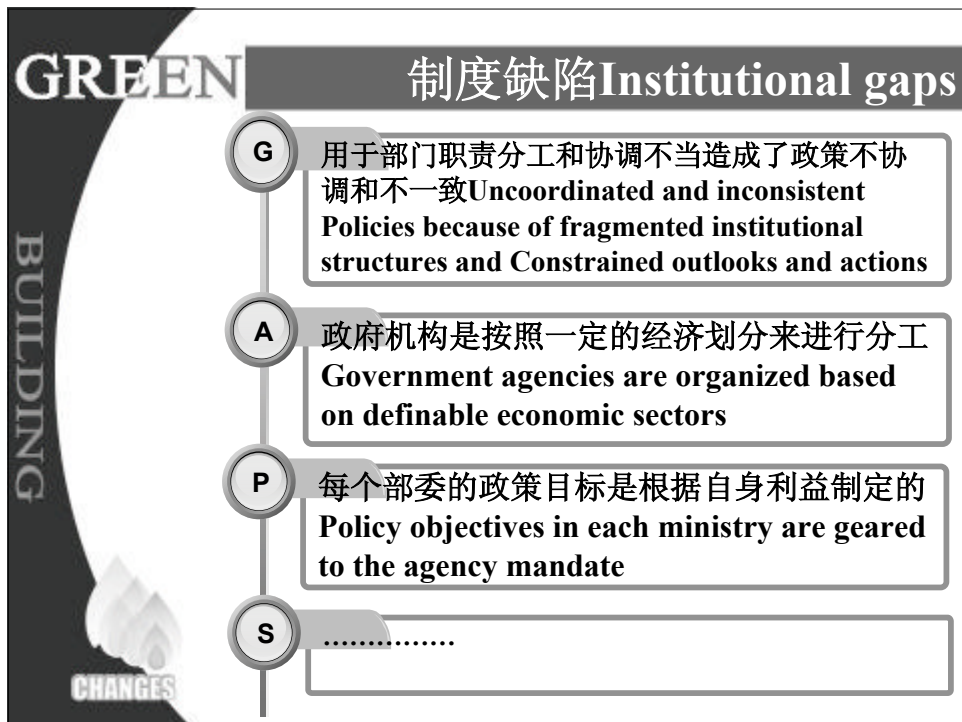 GREEN
制度缺陷Institutional gaps
G
用于部门职责分工和协调不当造成了政策不协
调和不一致Uncoordinated and inconsistent
Policies because of fragmented institutional
structures and Constrained outlooks and actions
A
政府机构是按照一定的经济划分来进行分工
Government agencies are organized based
on definable economic sectors
P
每个部委的政策目标是根据自身利益制定的
Policy objectives in each ministry are geared
to the agency mandate
S
……………
BUILDING
CHANGES